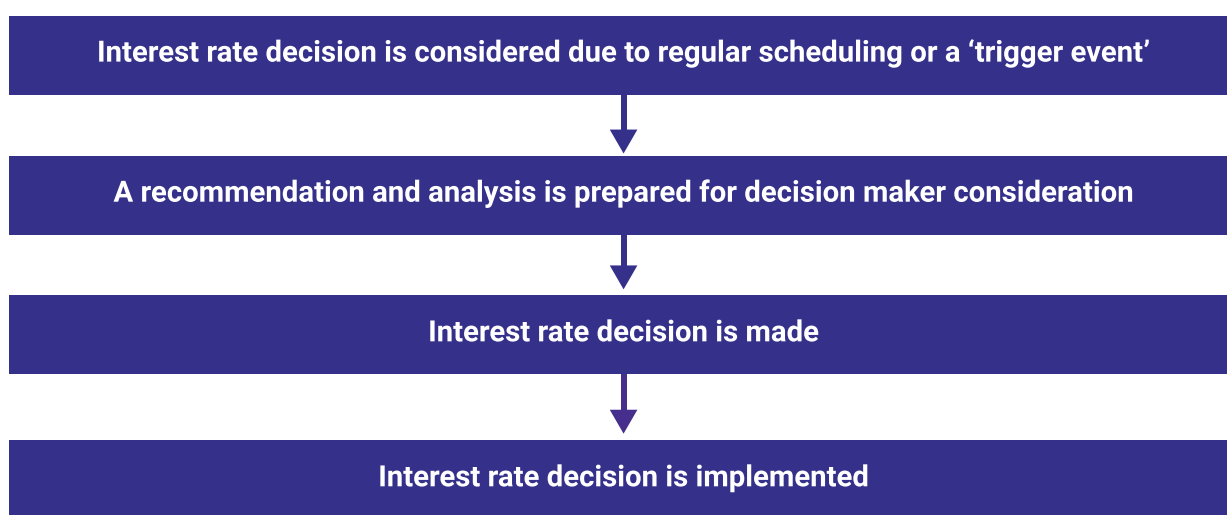 Interest rate decision is considered due to regular scheduling or a ‘trigger event’
A recommendation and analysis is prepared for decision maker consideration
Interest rate decision is made
Interest rate decision is implemented